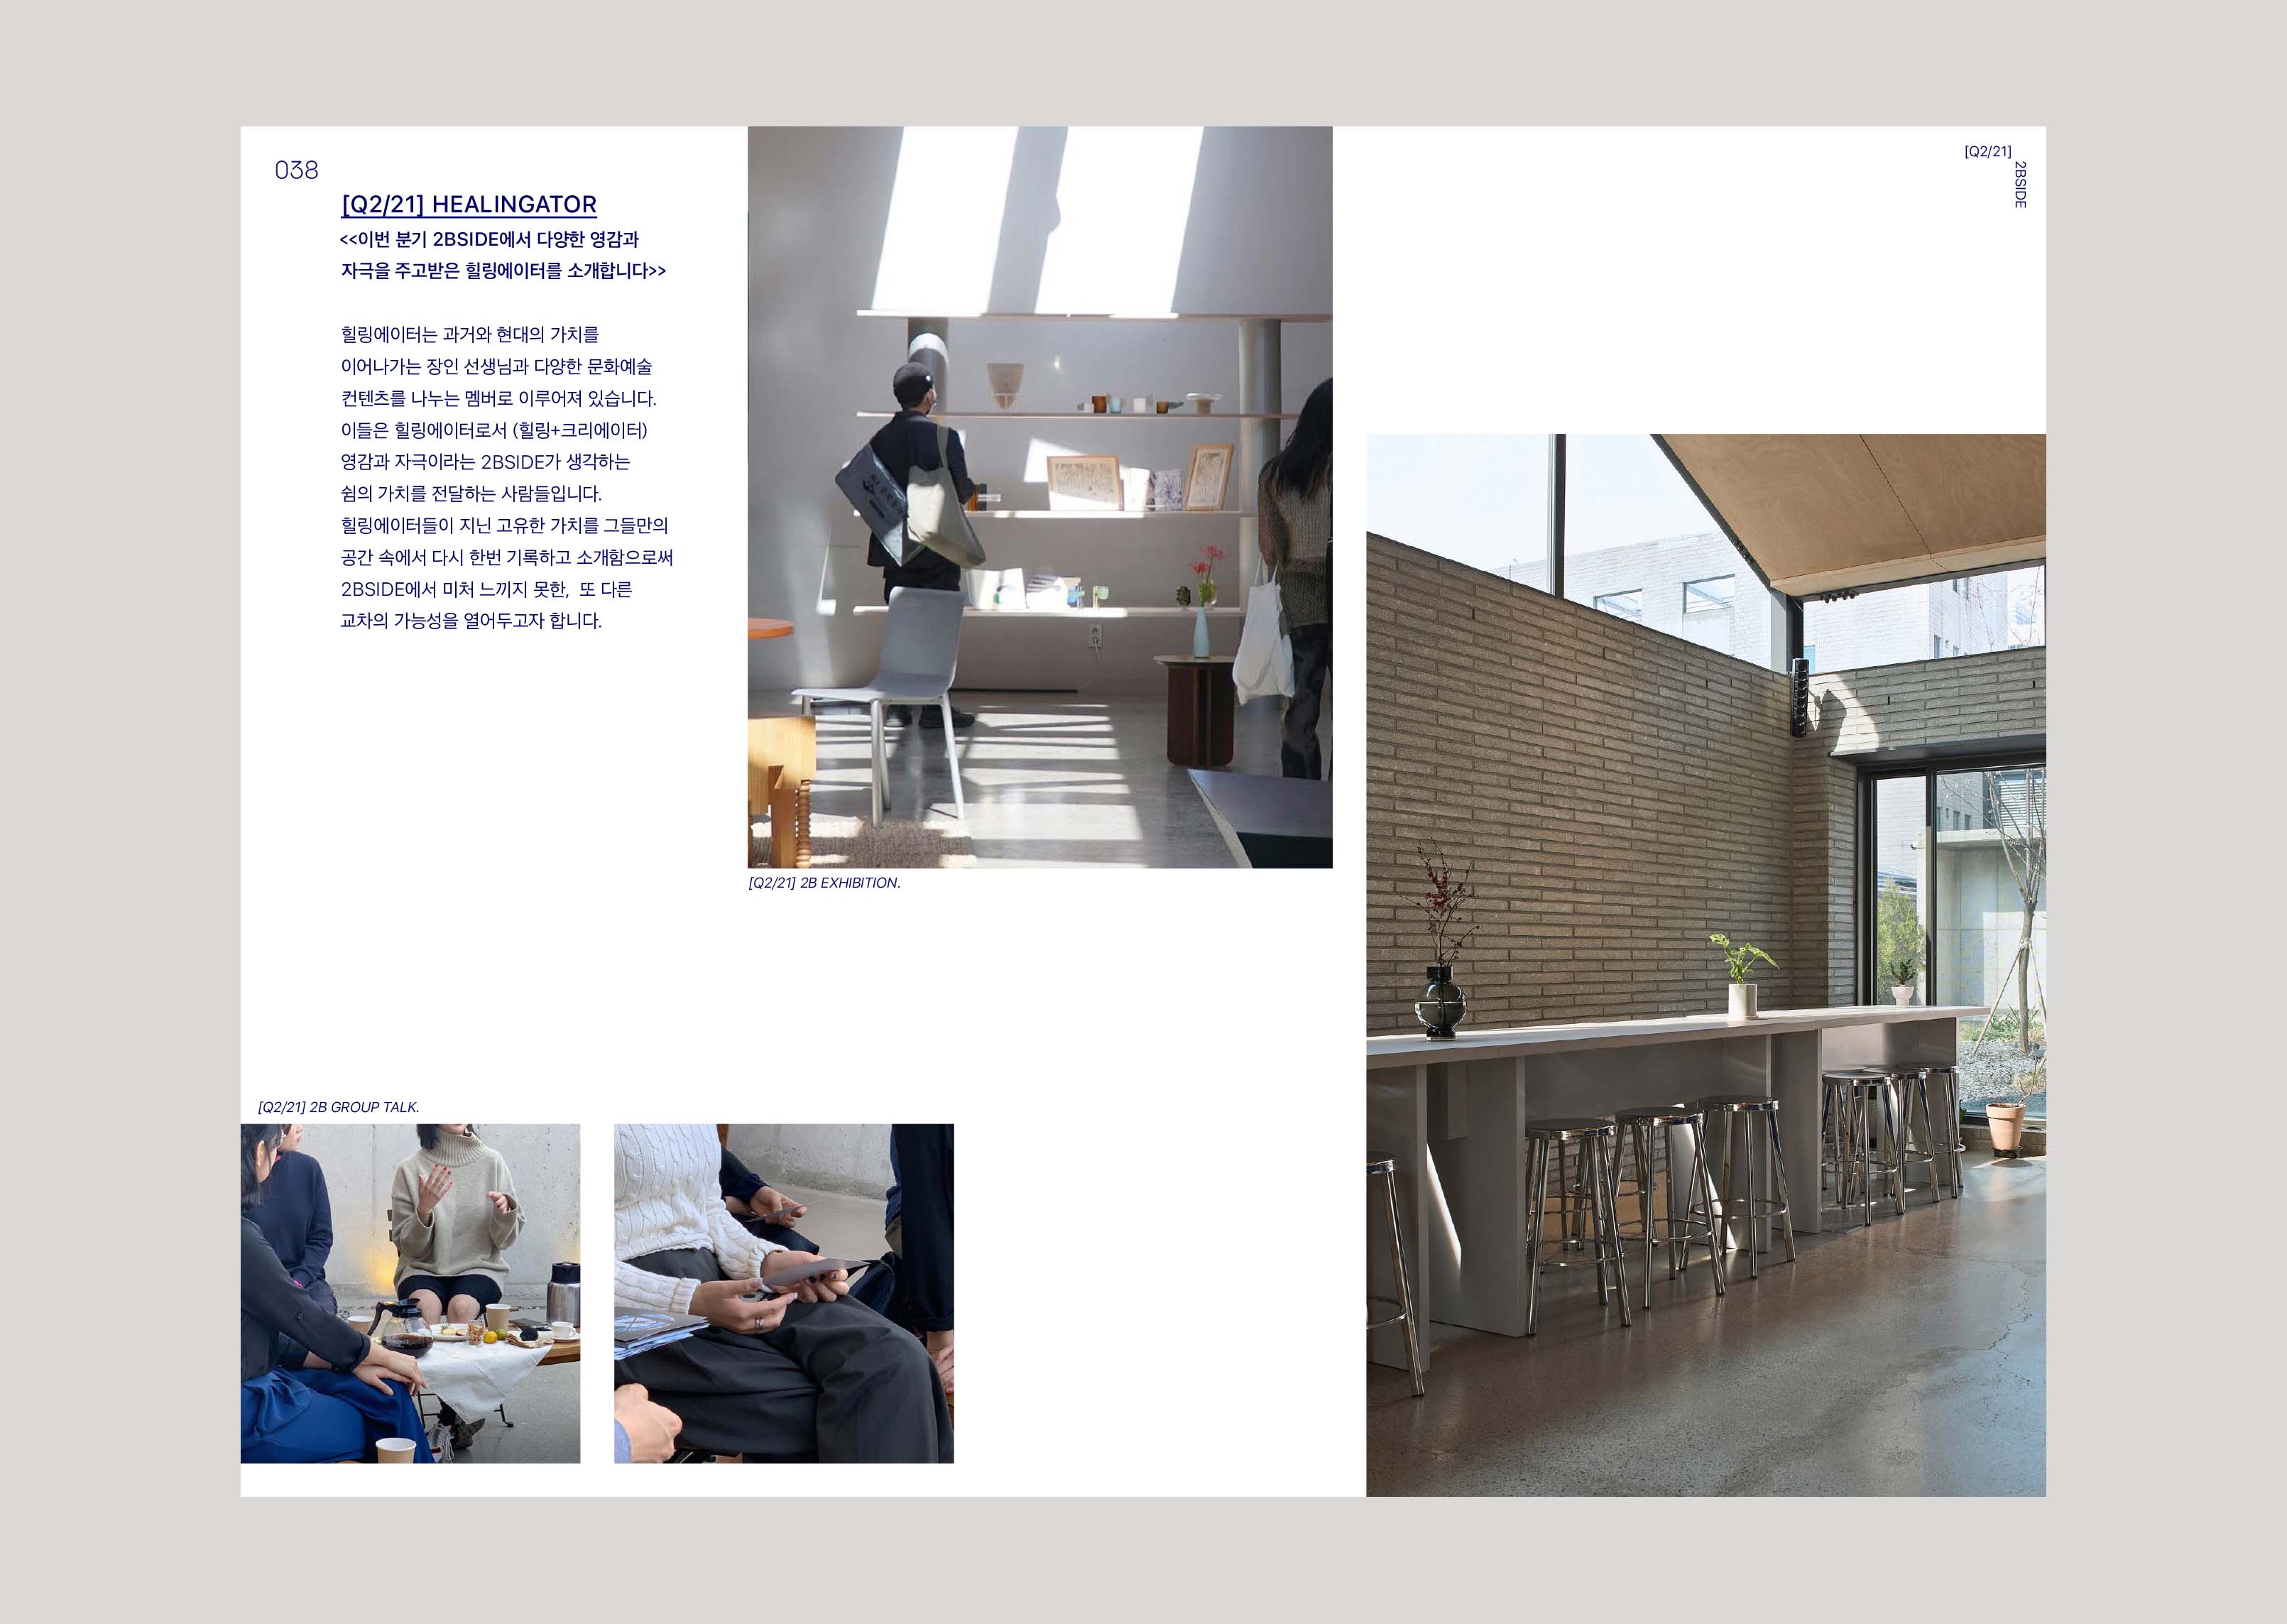 038
[Q2/21] HEALINGATOR
<<이번 분기 2BSIDE에서 다양한 영감과
자극을 주고받은 힐링에이터를 소개합니다>>
힐링에이터는 과거와 현대의 가치를
이어나가는 장인 선생님과 다양한 문화예술
컨텐츠를 나누는 멤버로 이루어져 있습니다.
이들은 힐링에이터로서 (힐링+크리에이터)
영감과 자극이라는 2BSIDE가 생각하는
쉼의 가치를 전달하는 사람들입니다.
힐링에이터들이 지닌 고유한 가치를 그들만의
공간 속에서 다시 한번 기록하고 소개함으로써
2BSIDE에서 미처 느끼지 못한, 또 다른
교차의 가능성을 열어두고자 합니다.
[Q2/21] 2B EXHIBITION.
[Q2/21] 2B GROUP TALK.
[Q2/21]
2BSIDE